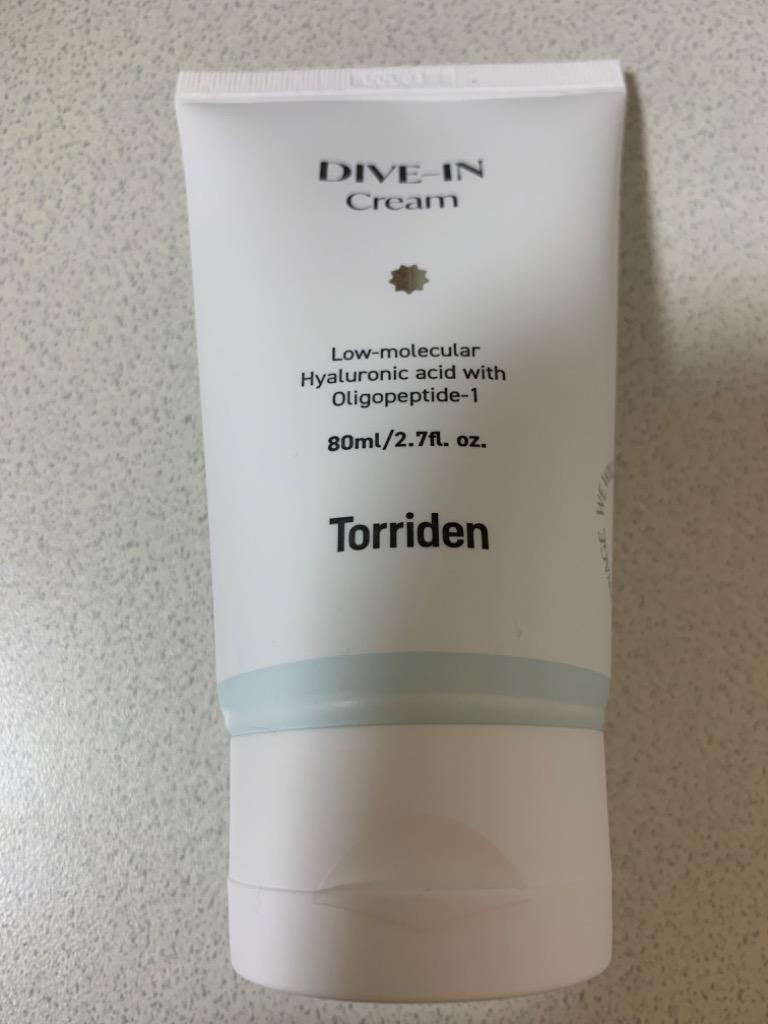 DIVE-IN
Cream
Low-molecular
Hyaluronic acid with
Oligopeptide-1
80ml/2.7fl. oz.
Torriden